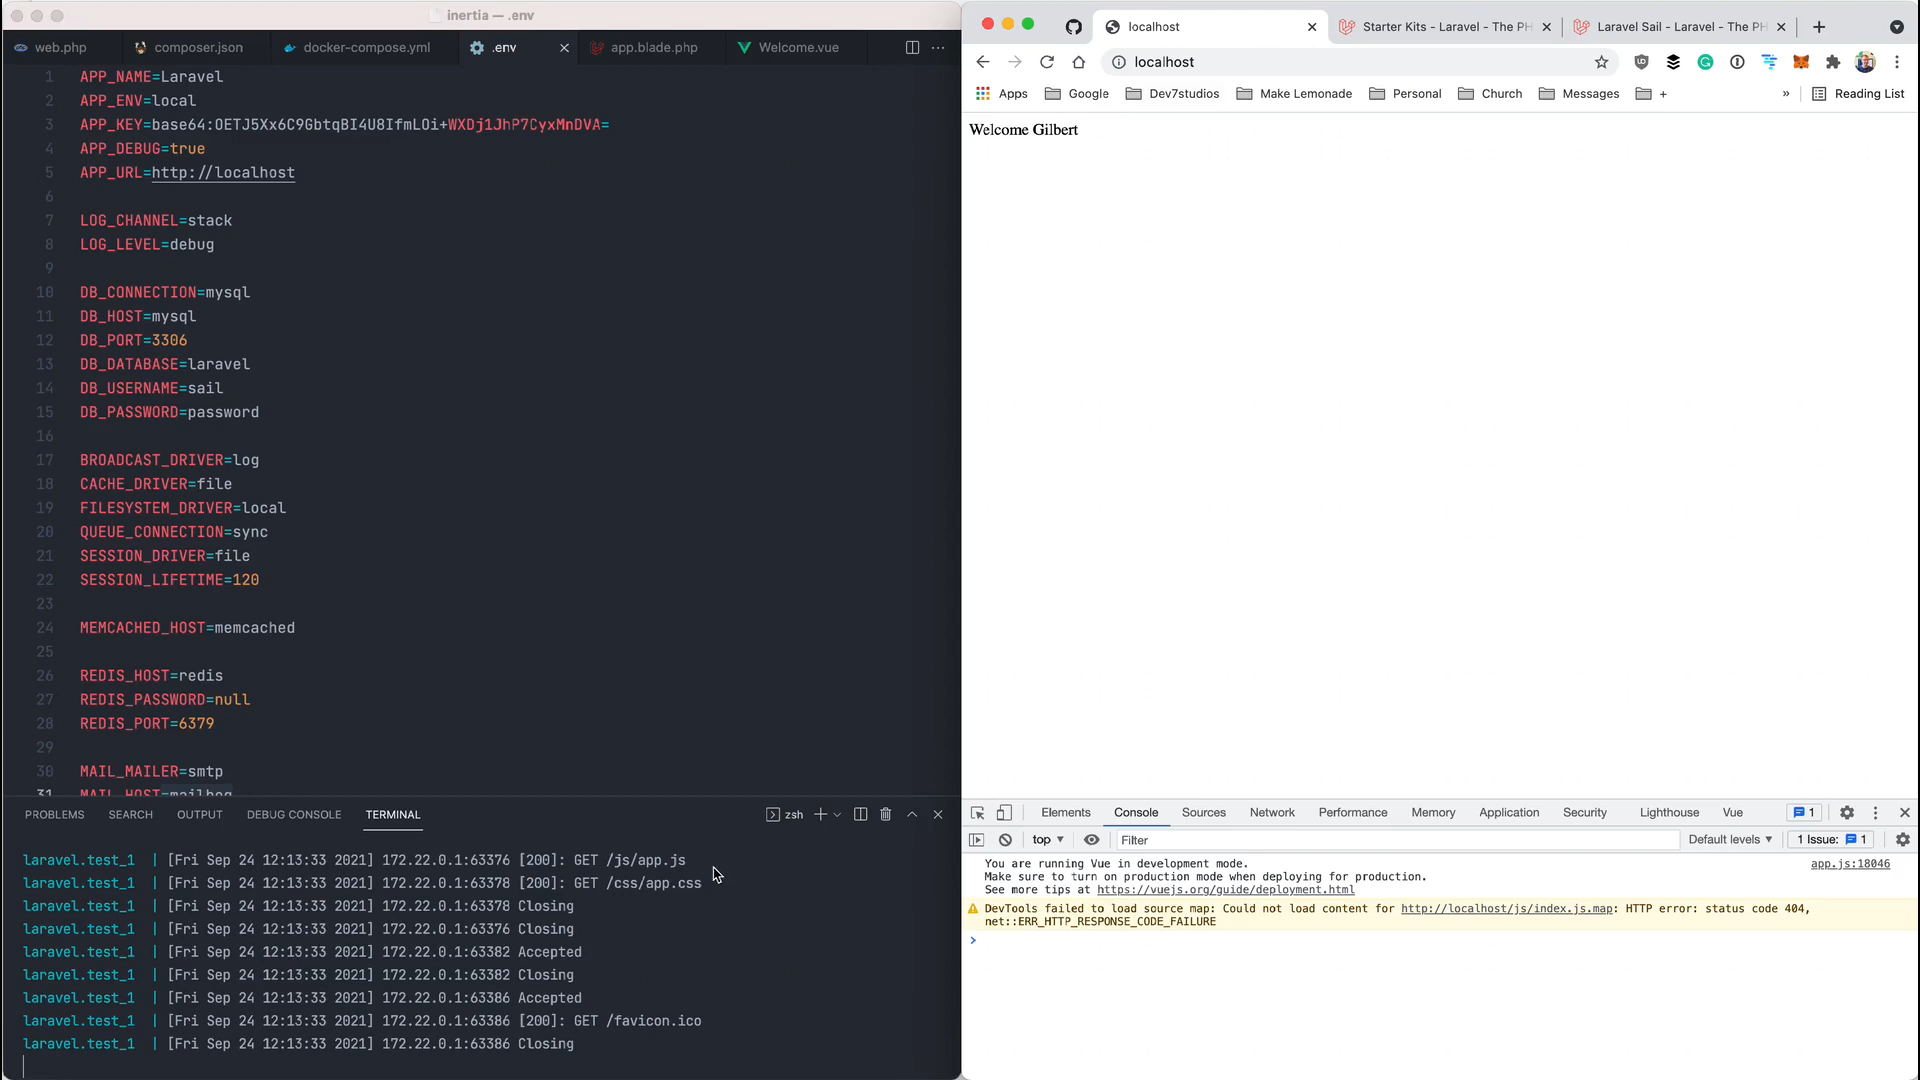 inertia — .env
web.php
composer.json
docker-compose.yml
.env
app.blade.php
Welcome.vue
1 APP_NAME=Laravel
2 APP_ENV=local
3 APP_KEY=base64:OETJ5Xx6C9GbtqBI4U8IfmLOi+WXDj1JhP7CyxMnDVA=
4 APP_DEBUG=true
5 APP_URL=http://localhost
6
7 LOG_CHANNEL=stack
8 LOG_LEVEL=debug
9
10 DB_CONNECTION=mysql
11 DB_HOST=mysql
12 DB_PORT=3306
13 DB_DATABASE=laravel
14 DB_USERNAME=sail
15 DB_PASSWORD=password
16
17 BROADCAST_DRIVER=log
18 CACHE_DRIVER=file
19 FILESYSTEM_DRIVER=local
20 QUEUE_CONNECTION=sync
21 SESSION_DRIVER=file
22 SESSION_LIFETIME=120
23
24 MEMCACHED_HOST=memcached
25
26 REDIS_HOST=redis
27 REDIS_PASSWORD=null
28 REDIS_PORT=6379
29
30 MAIL_MAILER=smtp
31 MAIL_HOST=mailhog
PROBLEMS SEARCH OUTPUT DEBUG CONSOLE TERMINAL
zsh
laravel.test_1 | [Fri Sep 24 12:13:33 2021] 172.22.0.1:63376 [200]: GET /js/app.js
laravel.test_1 | [Fri Sep 24 12:13:33 2021] 172.22.0.1:63378 [200]: GET /css/app.css
laravel.test_1 | [Fri Sep 24 12:13:33 2021] 172.22.0.1:63378 Closing
laravel.test_1 | [Fri Sep 24 12:13:33 2021] 172.22.0.1:63376 Closing
laravel.test_1 | [Fri Sep 24 12:13:33 2021] 172.22.0.1:63382 Accepted
laravel.test_1 | [Fri Sep 24 12:13:33 2021] 172.22.0.1:63382 Closing
laravel.test_1 | [Fri Sep 24 12:13:33 2021] 172.22.0.1:63386 Accepted
laravel.test_1 | [Fri Sep 24 12:13:33 2021] 172.22.0.1:63386 [200]: GET /favicon.ico
laravel.test_1 | [Fri Sep 24 12:13:33 2021] 172.22.0.1:63386 Closing
localhost
Starter Kits - Laravel - The PH
Laravel Sail - Laravel - The PH
localhost
Apps Google Dev7studios Make Lemonade Personal Church Messages + » Reading List
Welcome Gilbert
Elements Console Sources Network Performance Memory Application Security Lighthouse Vue 1
top Filter Default levels 1 Issue: 1
You are running Vue in development mode. app.js:18046
Make sure to turn on production mode when deploying for production.
See more tips at https://vuejs.org/guide/deployment.html
DevTools failed to load source map: Could not load content for http://localhost/js/index.js.map: HTTP error: status code 404,
net::ERR_HTTP_RESPONSE_CODE_FAILURE